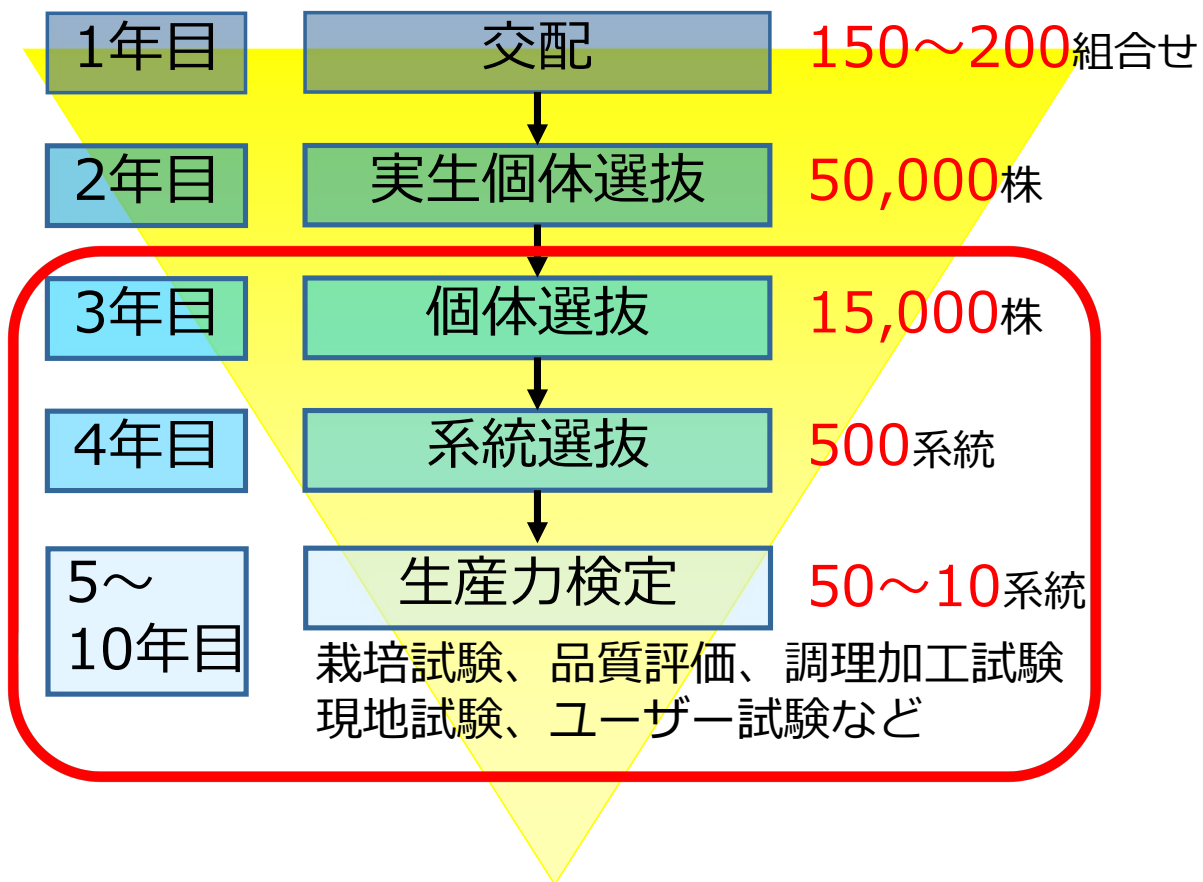 1年目 交配 150～200組合せ
2年目 実生個体選抜 50,000株
3年目 個体選抜 15,000株
4年目 系統選抜 500系統
5～
10年目
生産力検定 50～10系統
栽培試験、品質評価、調理加工試験
現地試験、ユーザー試験など